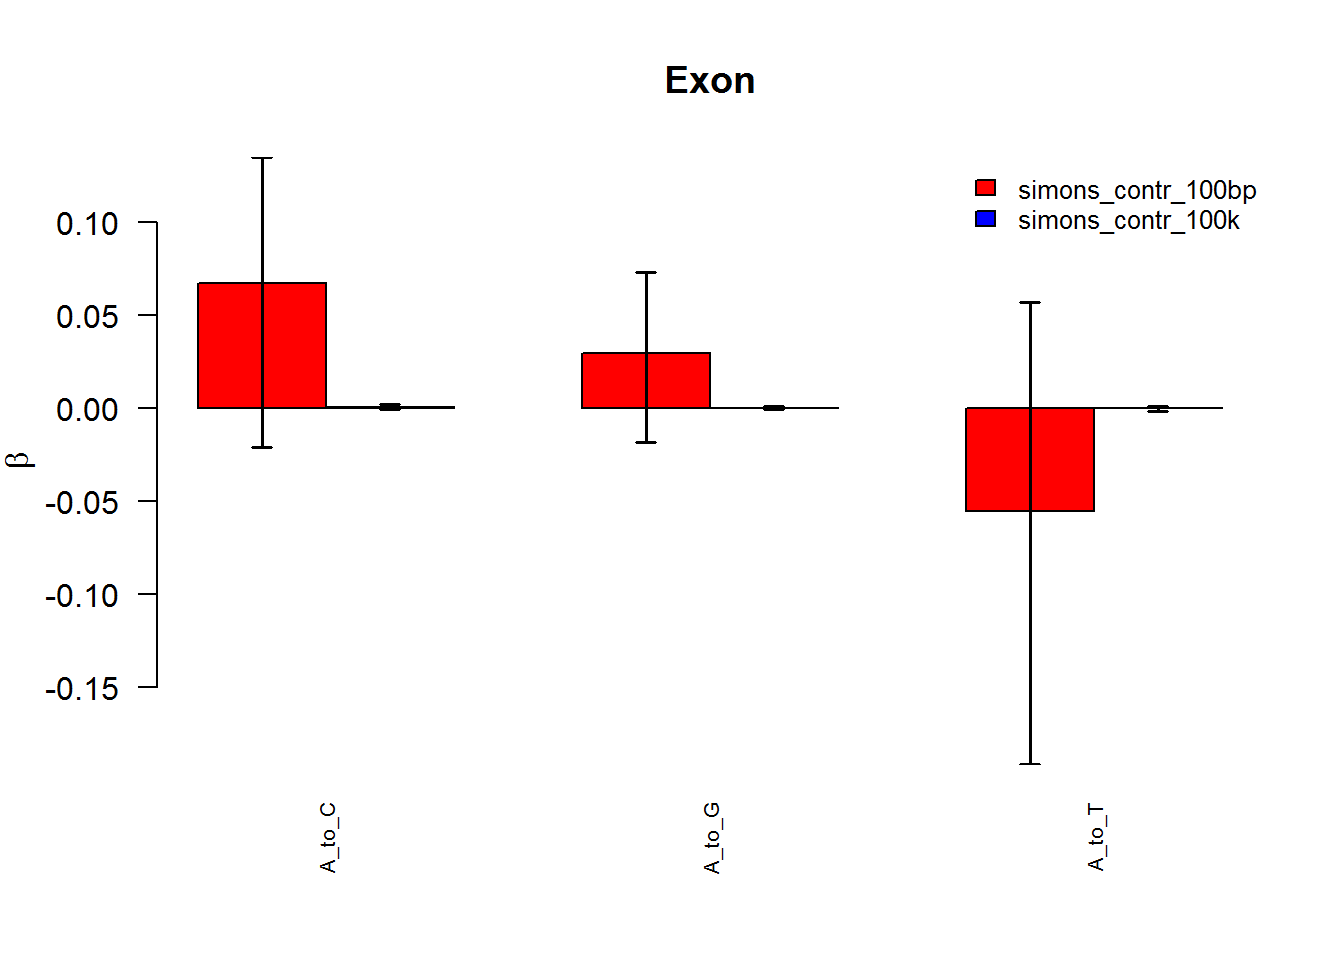 Exon
simons_contr_100bp
simons_contr_100k
0.10
0.05
0.00
-0.05
-0.10
-0.15
β
A_to_C
A_to_G
A_to_T